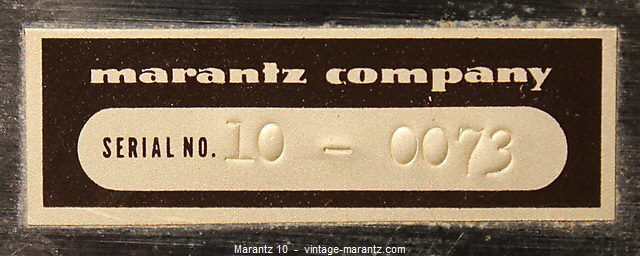 marantz company
SERIAL NO. 10 - 0073
Marantz 10 - vintage-marantz.com